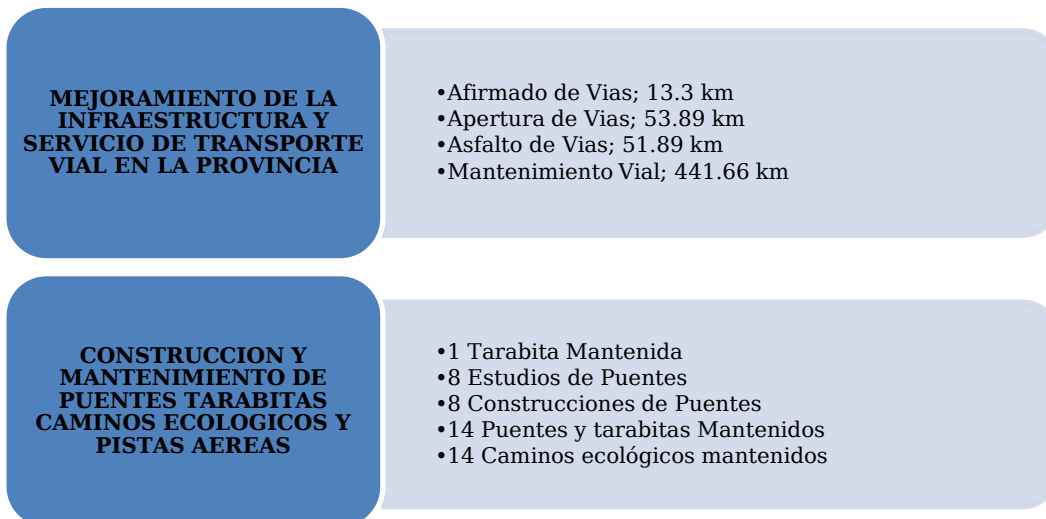 MEJORAMIENTO DE LA
INFRAESTRUCTURA Y
SERVICIO DE TRANSPORTE
VIAL EN LA PROVINCIA
•Afirmado de Vias; 13.3 km
•Apertura de Vias; 53.89 km
•Asfalto de Vias; 51.89 km
•Mantenimiento Vial; 441.66 km
CONSTRUCCION Y
MANTENIMIENTO DE
PUENTES TARABITAS
CAMINOS ECOLOGICOS Y
PISTAS AEREAS
•1 Tarabita Mantenida
•8 Estudios de Puentes
•8 Construcciones de Puentes
•14 Puentes y tarabitas Mantenidos
•14 Caminos ecológicos mantenidos